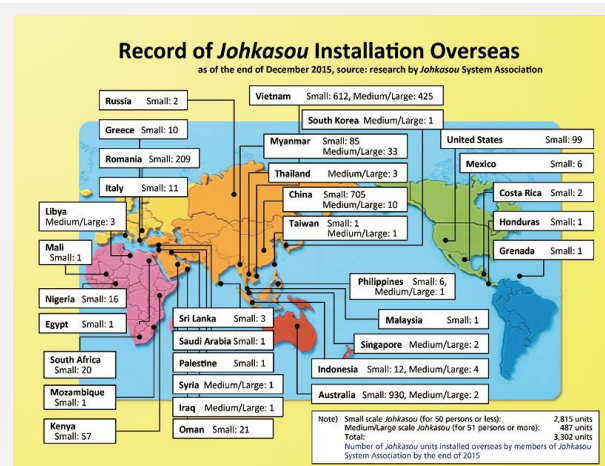 Record of Johkasou Installation Overseas
as of the end of December 2015, source: research by Johkasou System Association
Vietnam Small: 612, Medium/Large: 425
Russia Small: 2
South Korea Medium/Large: 1
Greece Small: 10
Myanmar Small: 85
Medium/Large: 33
United States Small: 99
Romania Small: 209
Mexico Small: 6
Thailand Medium/Large: 3
Italy Small: 11
China Small: 705
Medium/Large: 10
Costa Rica Small: 2
Libya
Medium/Large: 3
Taiwan Small: 1
Medium/Large: 1
Honduras Small: 1
Mali
Small: 1
Grenada Small: 1
Philippines Small: 6,
Medium/Large: 1
Nigeria Small: 16
Sri Lanka Small: 3
Malaysia Small: 1
Egypt Small: 1
Saudi Arabia Small: 1
Singapore Medium/Large: 2
South Africa
Small: 20
Palestine Small: 1
Indonesia Small: 12, Medium/Large: 4
Syria Medium/Large: 1
Mozambique
Small: 1
Australia Small: 930, Medium/Large: 2
Iraq Medium/Large: 1
Kenya
Small: 57
Oman Small: 21
Note) Small scale Johkasou (for 50 persons or less): 2,815 units
Medium/Large scale Johkasou (for 51 persons or more): 487 units
Total: 3,302 units
Number of Johkasou units installed overseas by members of Johkasou
System Association by the end of 2015